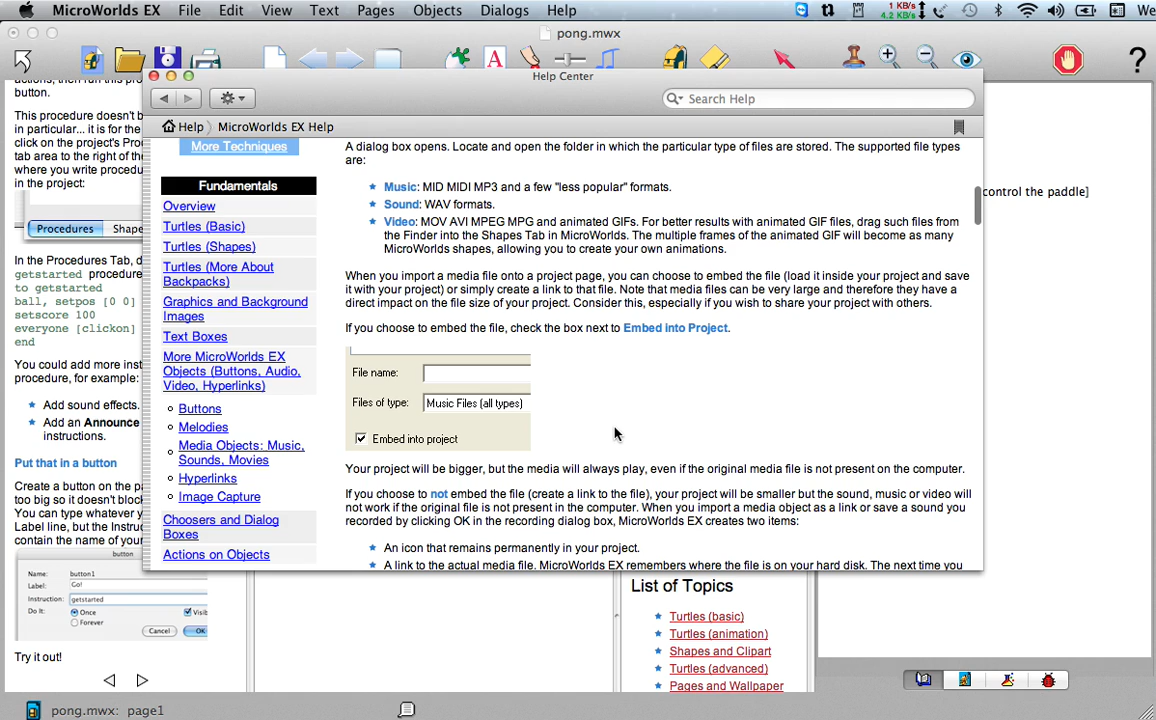 MicroWorlds EX File Edit View Text Pages Objects Dialogs Help
1 KB/s
4.2 KB/s
We
pong.mwx
Help Center
Search Help
Help MicroWorlds EX Help
button.
This procedure doesn't b
in particular... it is for the
click on the project's Pro
tab area to the right of the
where you write procedu
in the project:
Procedures Shape
In the Procedures Tab, d
getstarted procedure
to getstarted
ball, setpos [0 0]
setscore 100
everyone [clickon]
end
You could add more inst
procedure, for example:
Add sound effects.
Add an Announce
instructions.
Put that in a button
Create a button on the pa
too big so it doesn't block
You can type whatever y
Label line, but the Instruc
contain the name of your
button
Name: button1
Label: Go!
Instruction: getstarted
Do It: Once
Forever
Visib
Cancel OK
Try it out!
More Techniques
Fundamentals
Overview
Turtles (Basic)
Turtles (Shapes)
Turtles (More About
Backpacks)
Graphics and Background
Images
Text Boxes
More MicroWorlds EX
Objects (Buttons, Audio,
Video, Hyperlinks)
Buttons
Melodies
Media Objects: Music,
Sounds, Movies
Hyperlinks
Image Capture
Choosers and Dialog
Boxes
Actions on Objects
A dialog box opens. Locate and open the folder in which the particular type of files are stored. The supported file types
are:
Music: MID MIDI MP3 and a few "less popular" formats.
Sound: WAV formats.
Video: MOV AVI MPEG MPG and animated GIFs. For better results with animated GIF files, drag such files from
the Finder into the Shapes Tab in MicroWorlds. The multiple frames of the animated GIF will become as many
MicroWorlds shapes, allowing you to create your own animations.
When you import a media file onto a project page, you can choose to embed the file (load it inside your project and save
it with your project) or simply create a link to that file. Note that media files can be very large and therefore they have a
direct impact on the file size of your project. Consider this, especially if you wish to share your project with others.
If you choose to embed the file, check the box next to Embed into Project.
File name:
Files of type: Music Files (all types)
Embed into project
Your project will be bigger, but the media will always play, even if the original media file is not present on the computer.
If you choose to not embed the file (create a link to the file), your project will be smaller but the sound, music or video will
not work if the original file is not present in the computer. When you import a media object as a link or save a sound you
recorded by clicking OK in the recording dialog box, MicroWorlds EX creates two items:
An icon that remains permanently in your project.
A link to the actual media file. MicroWorlds EX remembers where the file is on your hard disk. The next time you
control the paddle]
List of Topics
Turtles (basic)
Turtles (animation)
Shapes and Clipart
Turtles (advanced)
Pages and Wallpaper
pong.mwx: page1